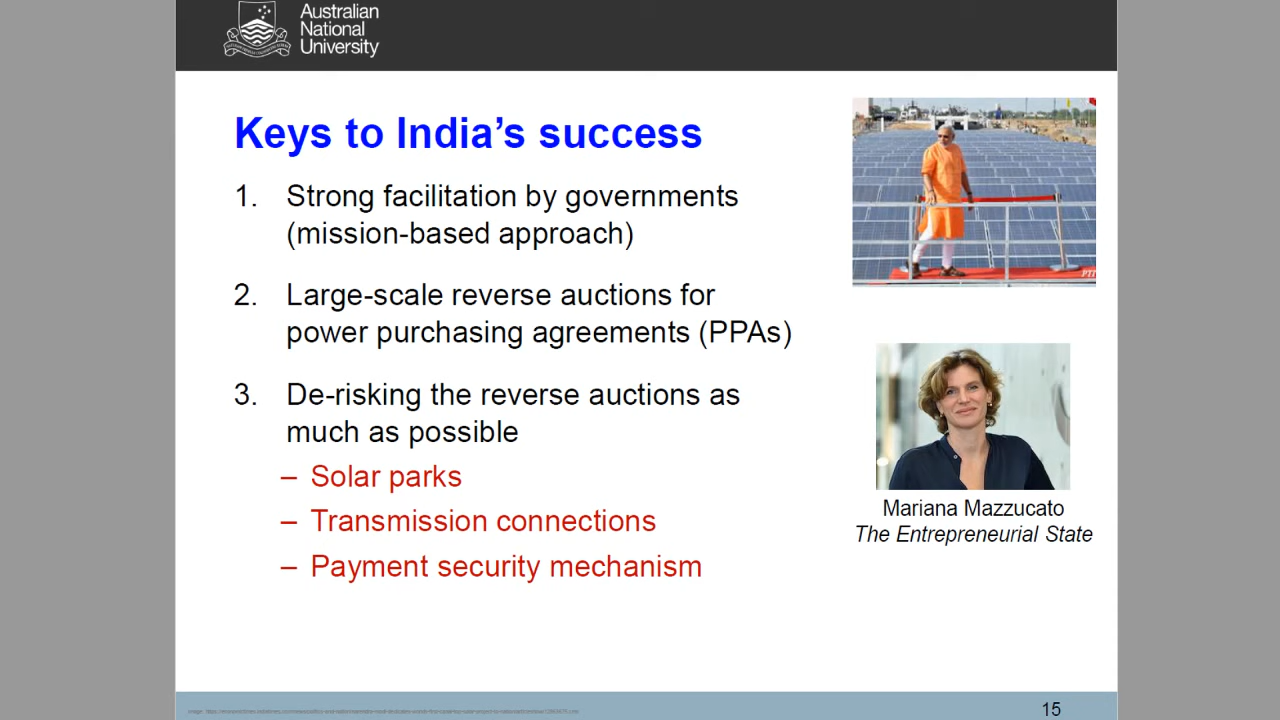 Australian
National
University
Keys to India's success
1. Strong facilitation by governments
(mission-based approach)
2. Large-scale reverse auctions for
power purchasing agreements (PPAs)
3. De-risking the reverse auctions as
much as possible
– Solar parks
– Transmission connections
– Payment security mechanism
PTI
Mariana Mazzucato
The Entrepreneurial State
15